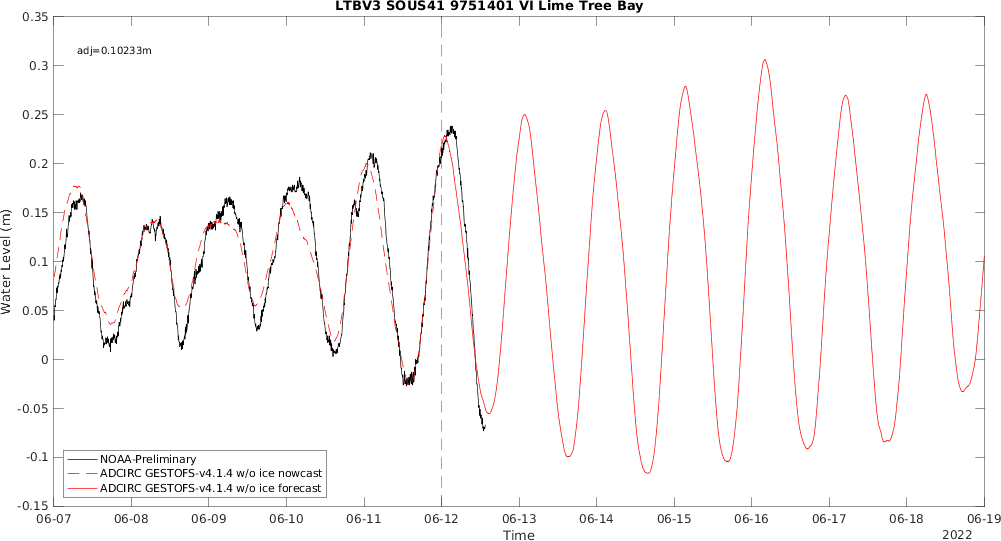 LTBV3 SOUS41 9751401 VI Lime Tree Bay
adj=0.10233m
0.35
0.3
0.25
0.2
0.15
0.1
0.05
0
-0.05
-0.1
-0.15
Water Level (m)
NOAA-Preliminary
ADCIRC GESTOFS-v4.1.4 w/o ice nowcast
ADCIRC GESTOFS-v4.1.4 w/o ice forecast
06-07 06-08 06-09 06-10 06-11 06-12 06-13 06-14 06-15 06-16 06-17 06-18 06-19
Time
2022